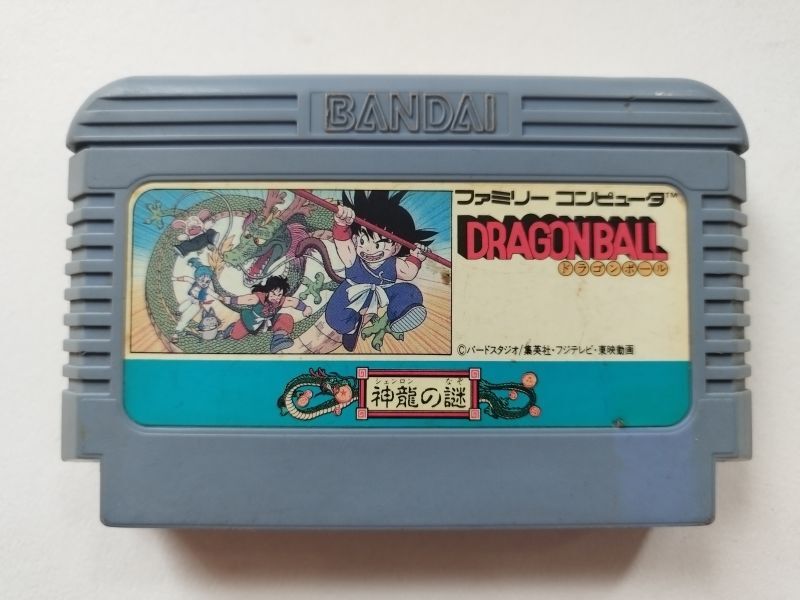 BANDAI
ファミリー コンピュータ™
DRAGONBALL
ドラゴンボール
©バードスタジオ/集英社・フジテレビ・東映動画
シェンロン なぞ
神龍の謎